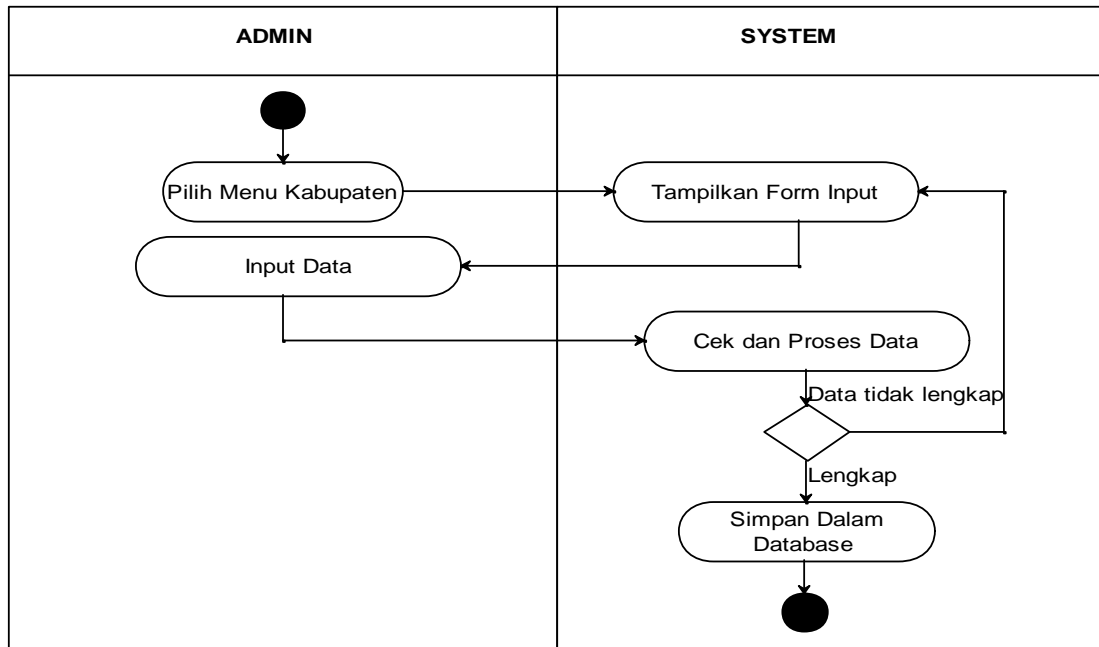 ADMIN
SYSTEM
Pilih Menu Kabupaten
Tampilkan Form Input
Input Data
Cek dan Proses Data
Data tidak lengkap
Lengkap
Simpan Dalam
Database